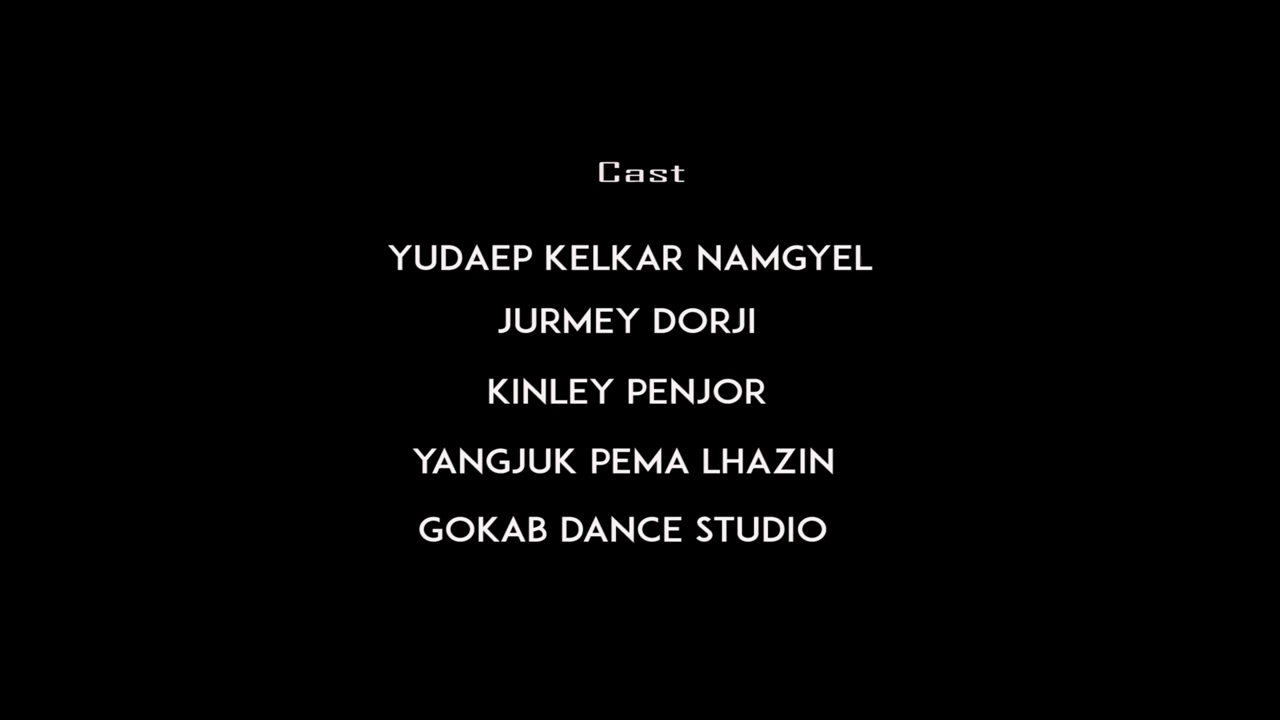 Cast
YUDAEP KELKAR NAMGYEL
JURMEY DORJI
KINLEY PENJOR
YANGJUK PEMA LHAZIN
GOKAB DANCE STUDIO